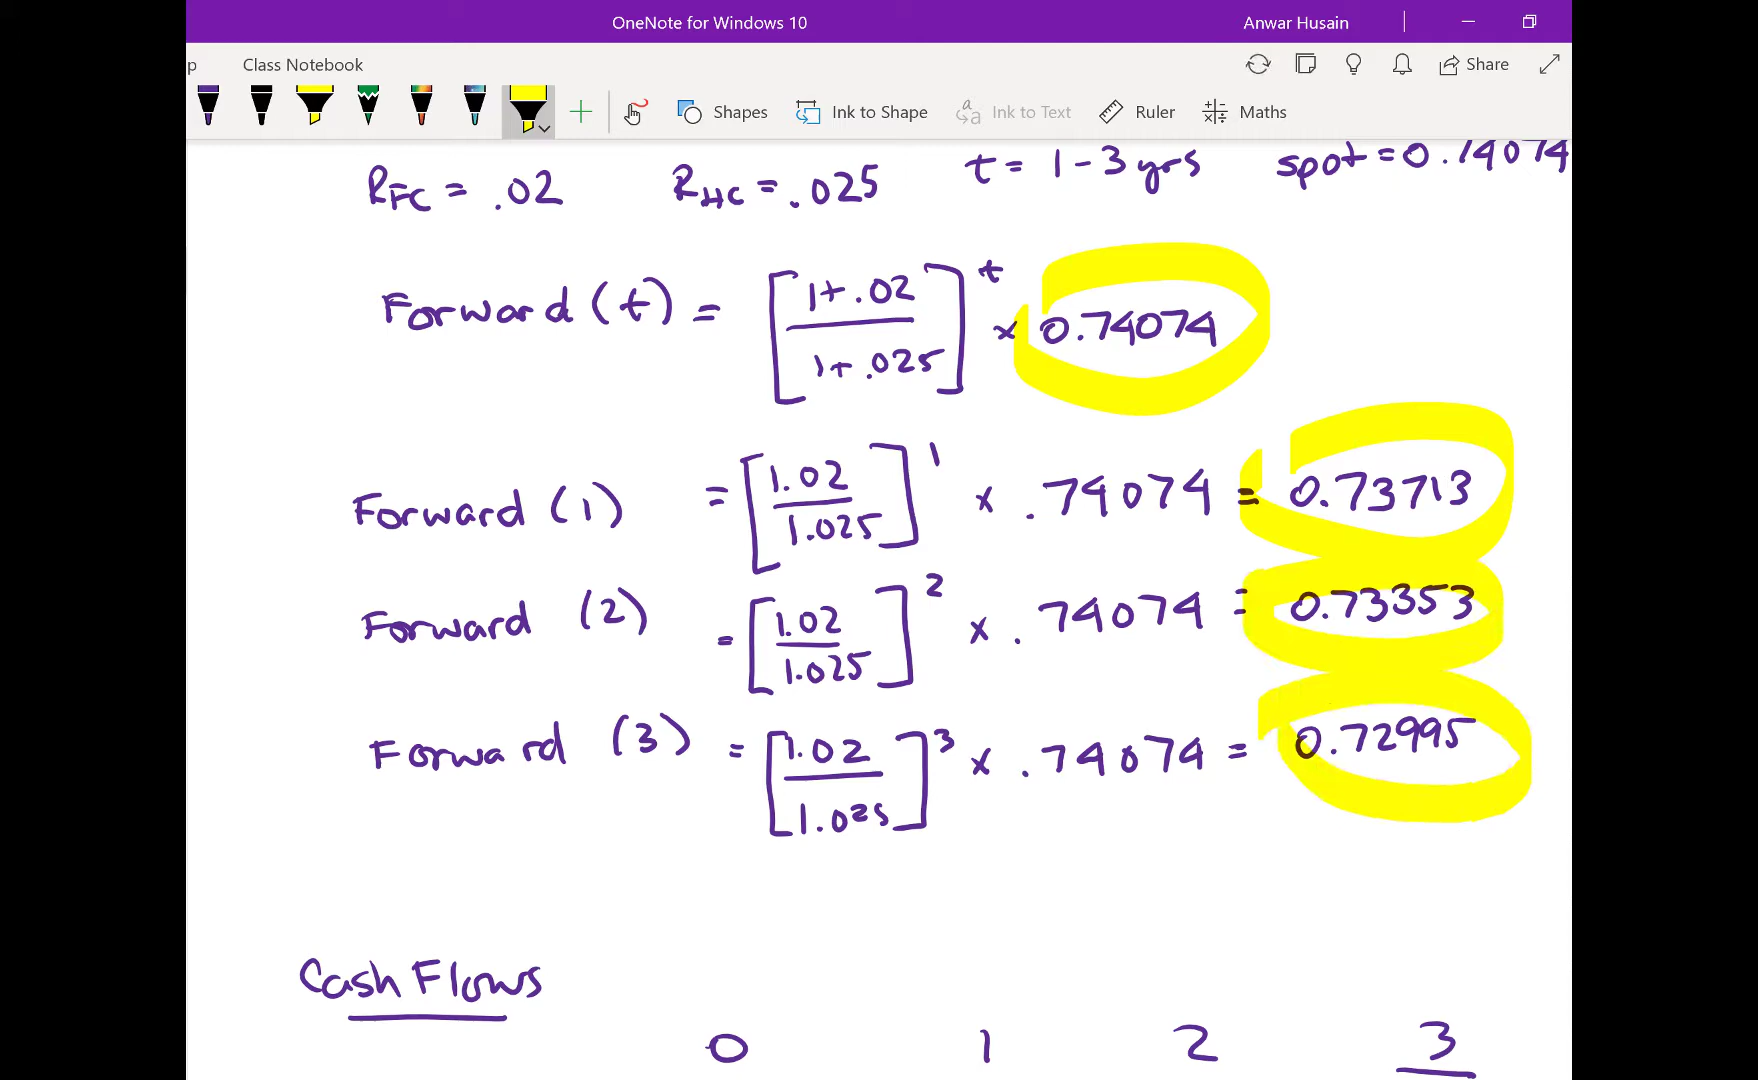 OneNote for Windows 10 Anwar Husain
p Class Notebook Share
Shapes Ink to Shape Ink to Text Ruler Maths
R_FC = .02 R_HC = .025 t = 1-3 yrs spot = 0.74074
Forward (t) = [1+.02 / 1+.025]^t × 0.74074
Forward (1) = [1.02 / 1.025]^1 × .74074 = 0.73713
Forward (2) = [1.02 / 1.025]^2 × .74074 = 0.73353
Forward (3) = [1.02 / 1.025]^3 × .74074 = 0.72995
Cash Flows
0 1 2 3